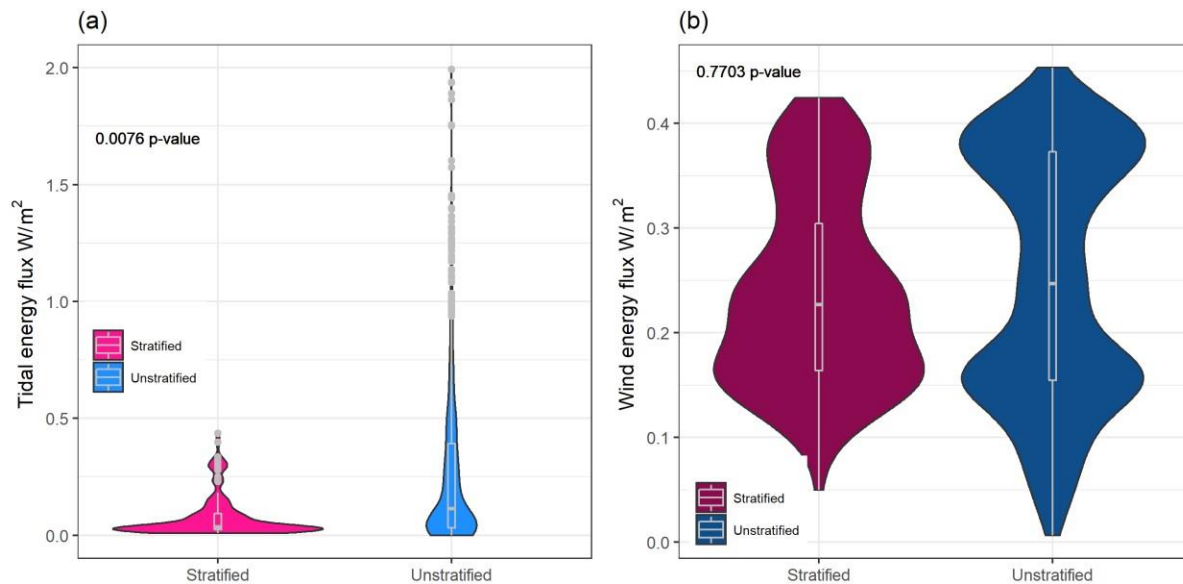 (a)
Tidal energy flux W/m²
2.0
1.5
1.0
0.5
0.0
0.0076 p-value
Stratified
Unstratified
Stratified
Unstratified
(b)
Wind energy flux W/m²
0.4
0.3
0.2
0.1
0.0
0.7703 p-value
Stratified
Unstratified
Stratified
Unstratified